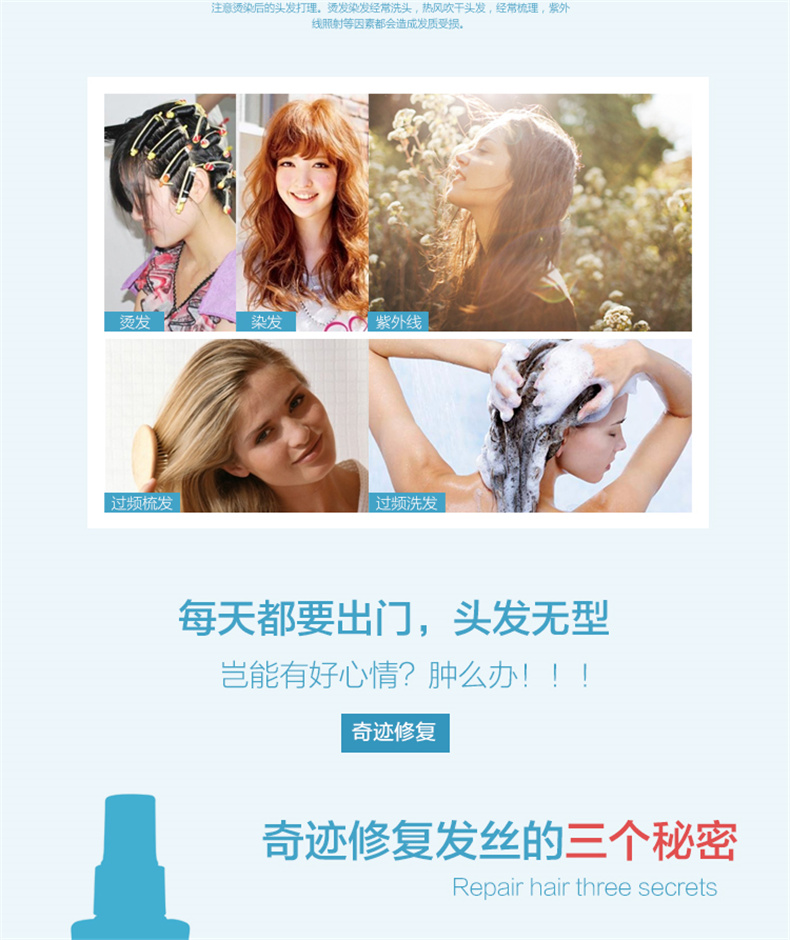 注意烫染后的头发打理。烫发染发经常洗头，热风吹干头发，经常梳理，紫外
线照射等因素都会造成发质受损。
烫发
染发
紫外线
过频梳发
过频洗发
每天都要出门，头发无型
岂能有好心情？肿么办！！！
奇迹修复
奇迹修复发丝的三个秘密
Repair hair three secrets